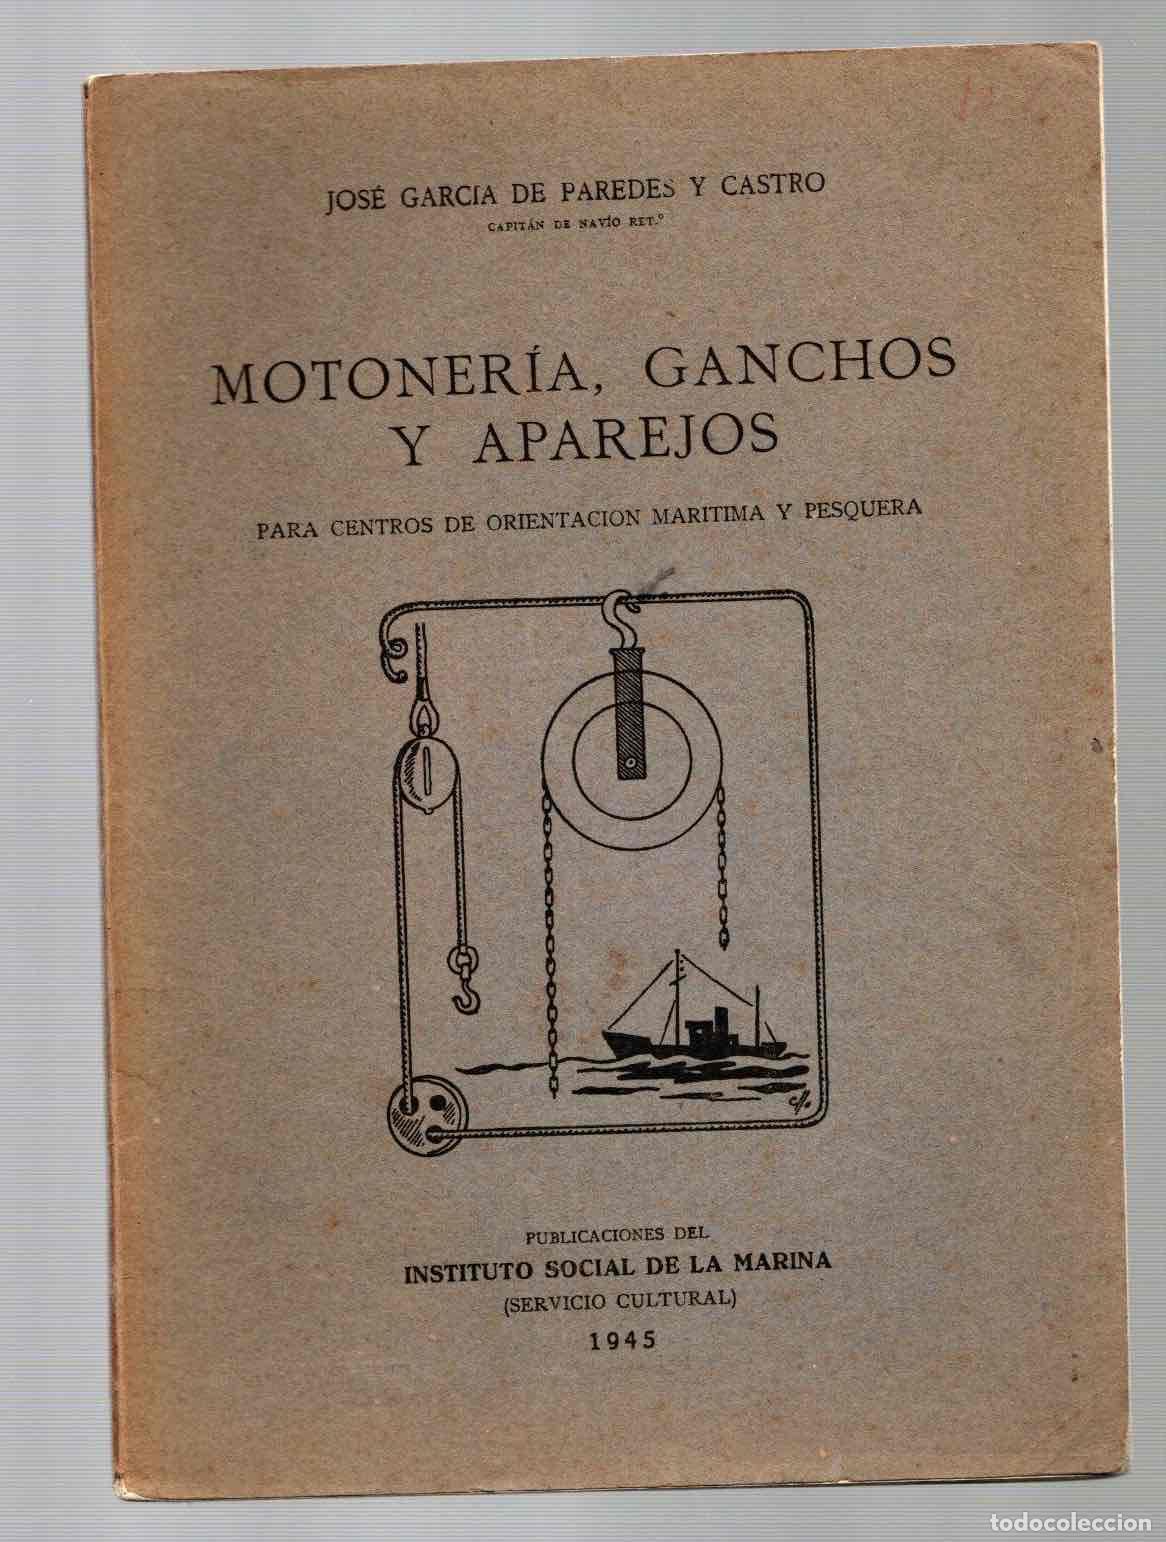 JOSÉ GARCÍA DE PAREDES Y CASTRO
CAPITÁN DE NAVÍO RET.º
MOTONERÍA, GANCHOS
Y APAREJOS
PARA CENTROS DE ORIENTACION MARITIMA Y PESQUERA
PUBLICACIONES DEL
INSTITUTO SOCIAL DE LA MARINA
(SERVICIO CULTURAL)
1945
todocoleccion